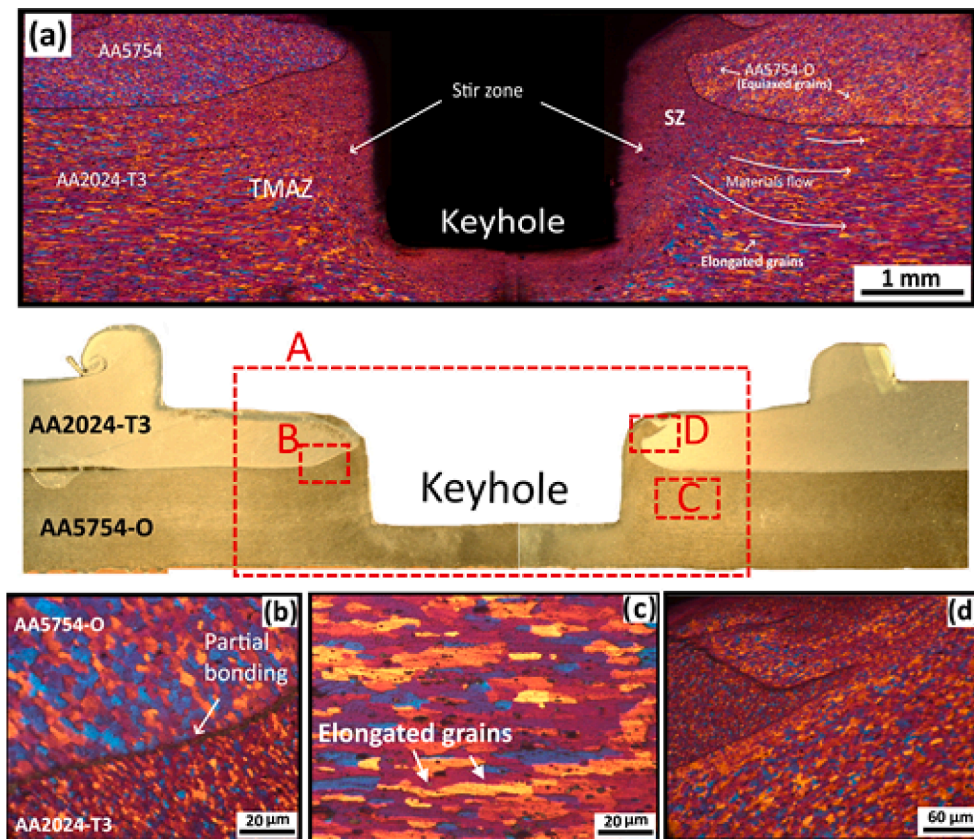 (a)
AA5754
Stir zone
AA5754-O
(Equiaxed grains)
SZ
AA2024-T3
TMAZ
Materials flow
Keyhole
Elongated grains
1 mm
A
AA2024-T3
B
D
Keyhole
C
AA5754-O
(b)
AA5754-O
Partial
bonding
AA2024-T3
20 μm
(c)
Elongated grains
20 μm
(d)
60 μm